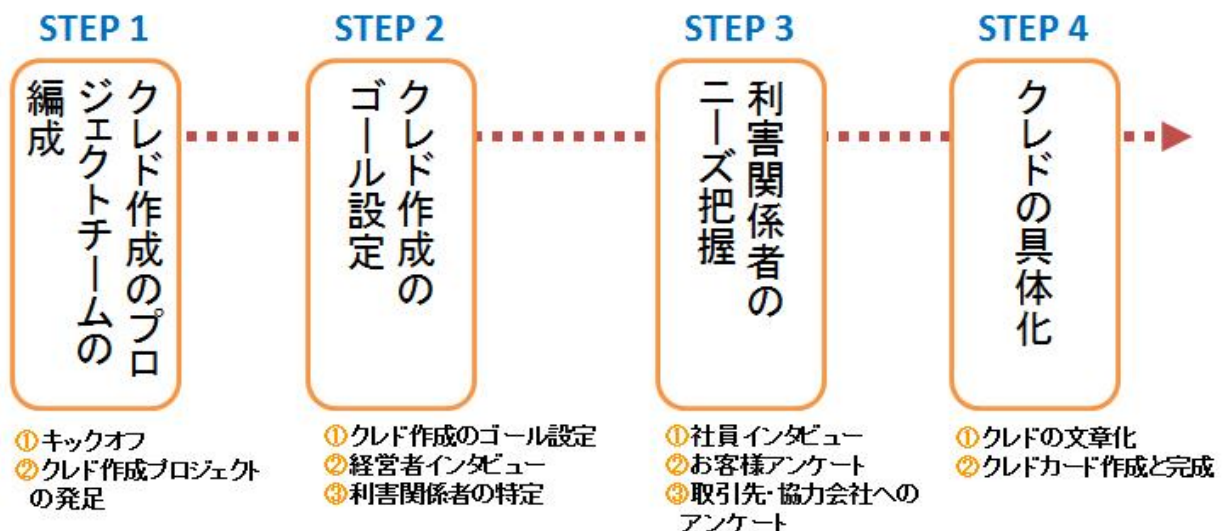 STEP 1
クレド作成のプロ
ジェクトチームの
編成
①キックオフ
②クレド作成プロジェクト
の発足
STEP 2
クレド作成の
ゴール設定
①クレド作成のゴール設定
②経営者インタビュー
③利害関係者の特定
STEP 3
利害関係者の
ニーズ把握
①社員インタビュー
②お客様アンケート
③取引先・協力会社への
アンケート
STEP 4
クレドの具体化
①クレドの文章化
②クレドカード作成と完成